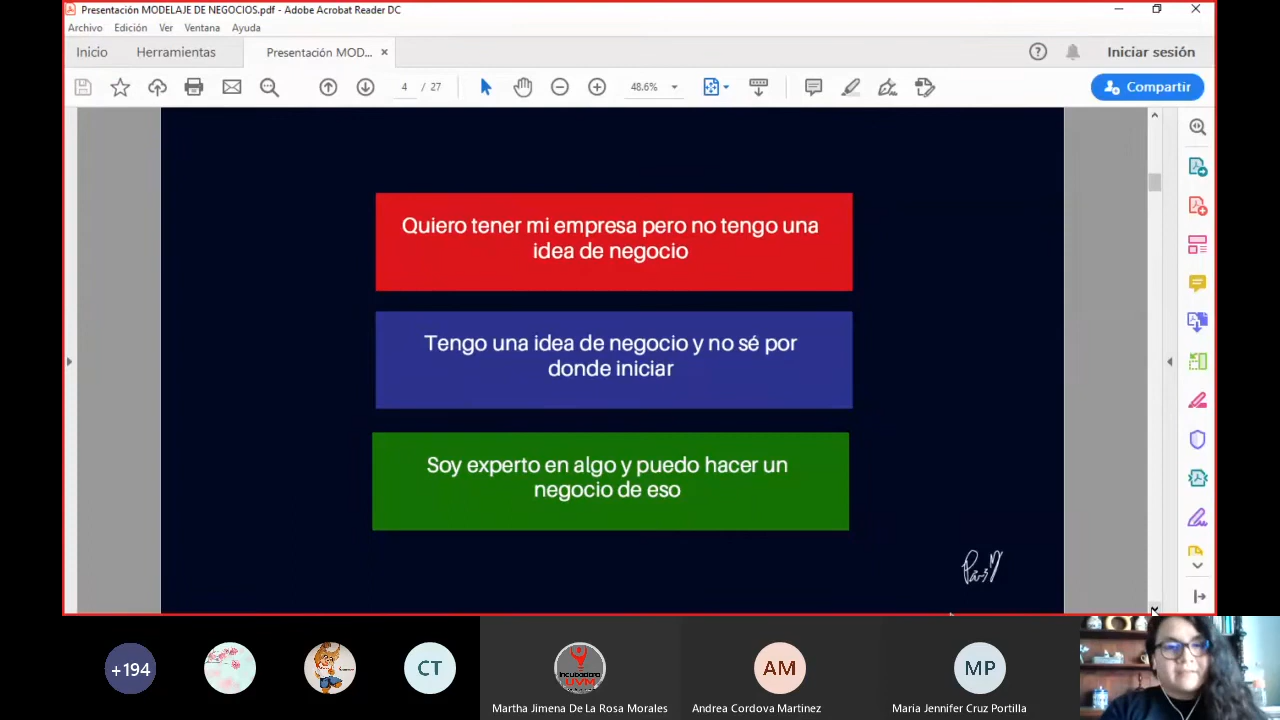 Presentación MODELAJE DE NEGOCIOS.pdf - Adobe Acrobat Reader DC
Archivo Edición Ver Ventana Ayuda
Inicio Herramientas Presentación MOD... × Iniciar sesión
4 / 27 48.6% Compartir
Quiero tener mi empresa pero no tengo una
idea de negocio
Tengo una idea de negocio y no sé por
donde iniciar
Soy experto en algo y puedo hacer un
negocio de eso
+194 CT incubadora UVM AM MP
Martha Jimena De La Rosa Morales Andrea Cordova Martinez Maria Jennifer Cruz Portilla